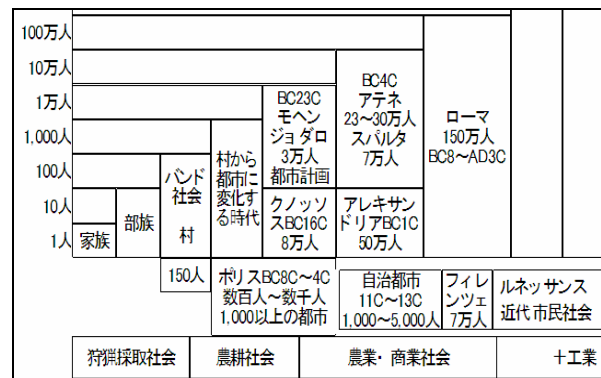 100万人
10万人
1万人
1,000人
100人
10人
1人
家族
部族
バンド
社会
村
村から
都市に
変化す
る時代
BC23C
モヘン
ジョダロ
3万人
都市計画
クノッソ
スBC16C
8万人
BC4C
アテネ
23～30万人
スパルタ
7万人
アレキサン
ドリアBC1C
50万人
ローマ
150万人
BC8～AD3C
150人
ポリスBC8C～4C
数百人～数千人
1,000以上の都市
自治都市
11C～13C
1,000～5,000人
フィレ
ンツェ
7万人
ルネッサンス
近代市民社会
狩猟採取社会
農耕社会
農業・商業社会
＋工業